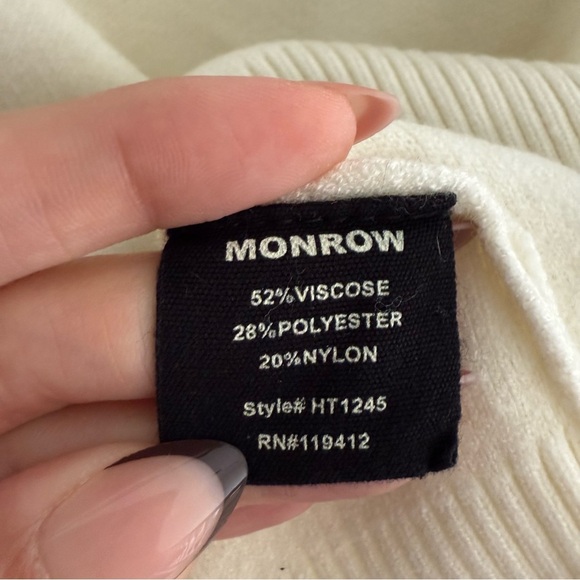 MONROW
52%VISCOSE
28%POLYESTER
20%NYLON
Style# HT1245
RN#119412